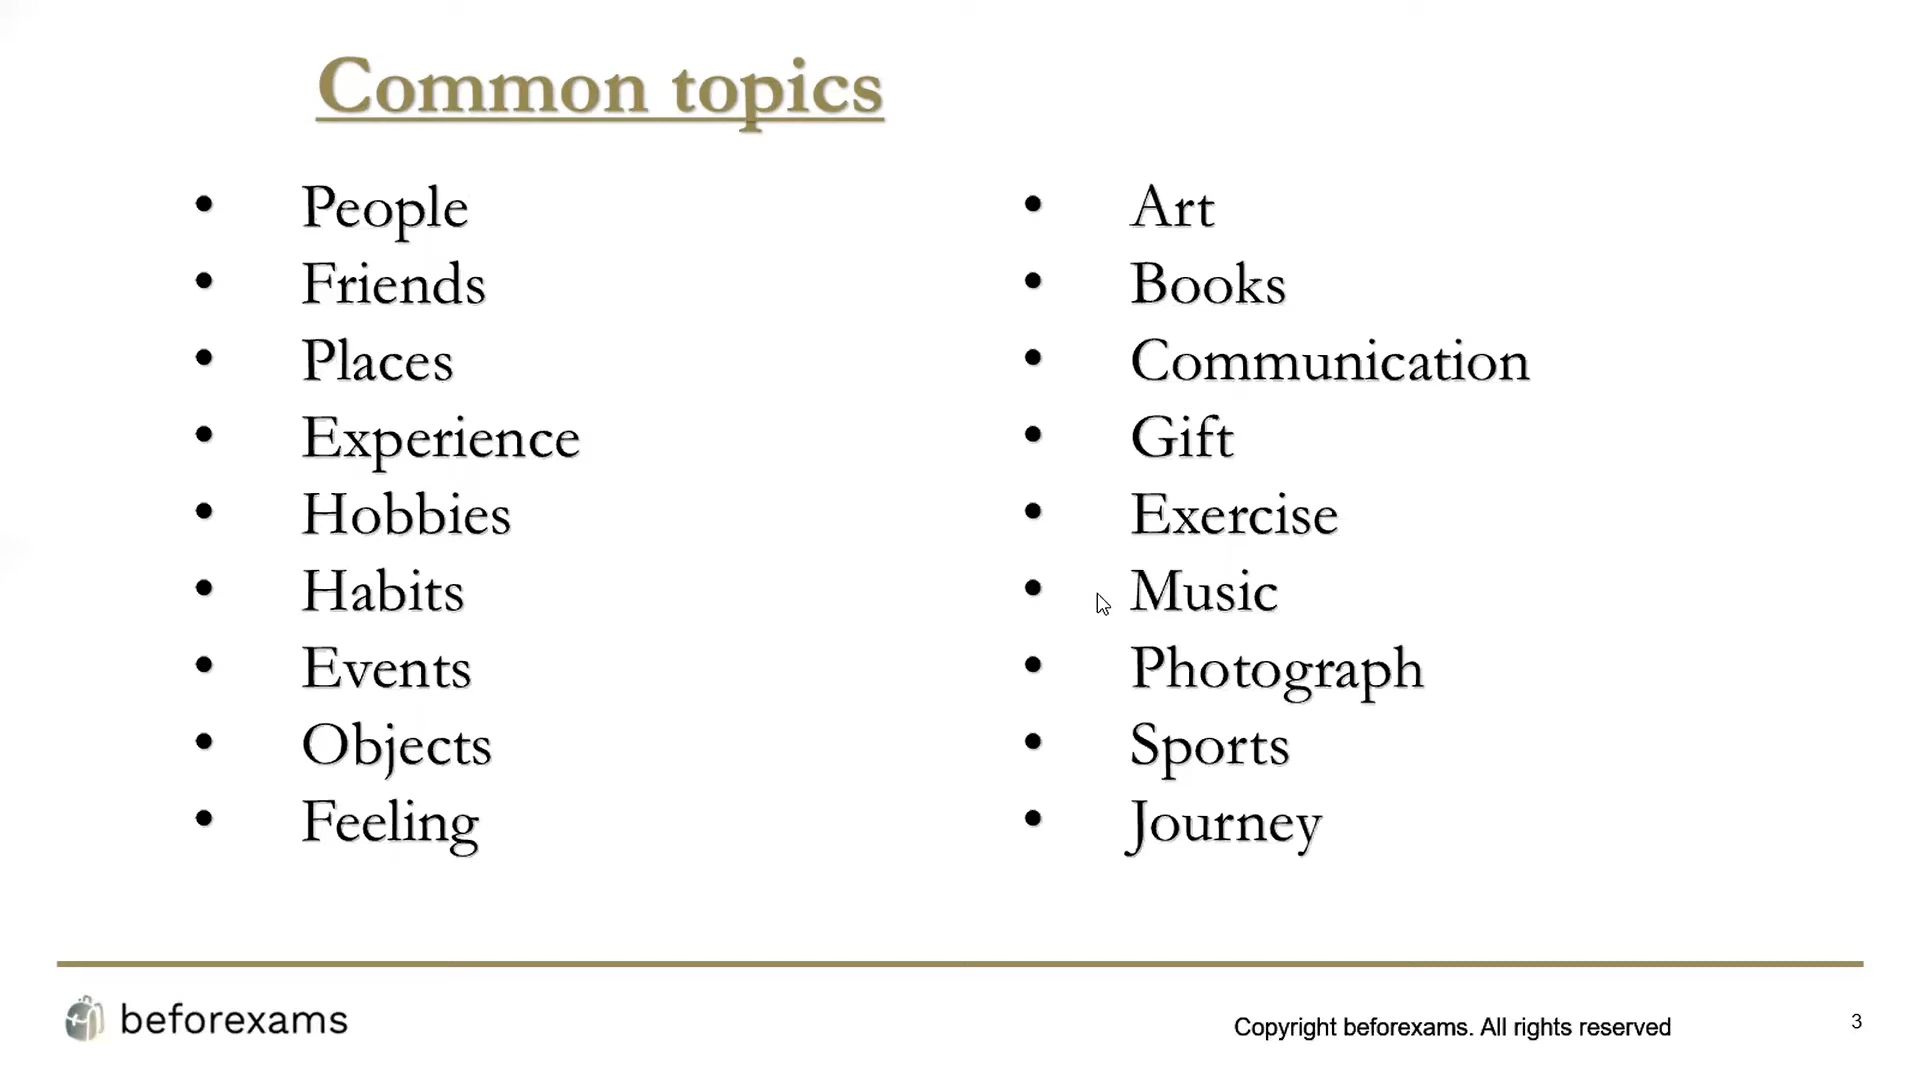 Common topics
• People
• Friends
• Places
• Experience
• Hobbies
• Habits
• Events
• Objects
• Feeling
• Art
• Books
• Communication
• Gift
• Exercise
• Music
• Photograph
• Sports
• Journey
beforexams
Copyright beforexams. All rights reserved
3